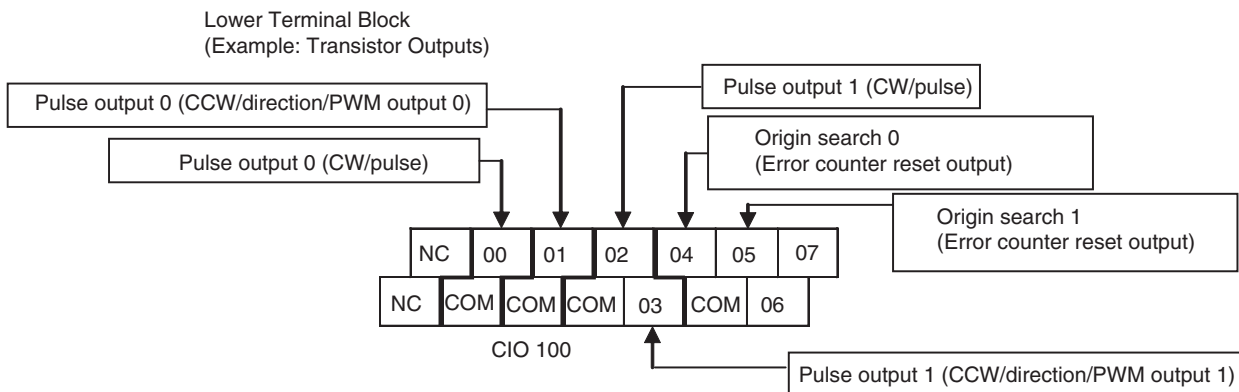 Lower Terminal Block
(Example: Transistor Outputs)
Pulse output 0 (CCW/direction/PWM output 0)
Pulse output 1 (CW/pulse)
Pulse output 0 (CW/pulse)
Origin search 0
(Error counter reset output)
Origin search 1
(Error counter reset output)
NC 00 01 02 04 05 07
NC COM COM COM 03 COM 06
CIO 100
Pulse output 1 (CCW/direction/PWM output 1)